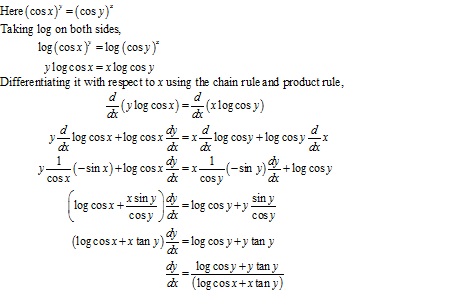 Here (cos x)^y = (cos y)^x
Taking log on both sides,
log (cos x)^y = log (cos y)^x
y log cos x = x log cos y
Differentiating it with respect to x using the chain rule and product rule,
d/dx (y log cos x) = d/dx (x log cos y)
y d/dx log cos x + log cos x dy/dx = x d/dx log cos y + log cos y d/dx x
y 1/cos x (−sin x) + log cos x dy/dx = x 1/cos y (−sin y) dy/dx + log cos y
(log cos x + x sin y/cos y) dy/dx = log cos y + y sin y/cos y
(log cos x + x tan y) dy/dx = log cos y + y tan y
dy/dx = log cos y + y tan y/(log cos x + x tan y)